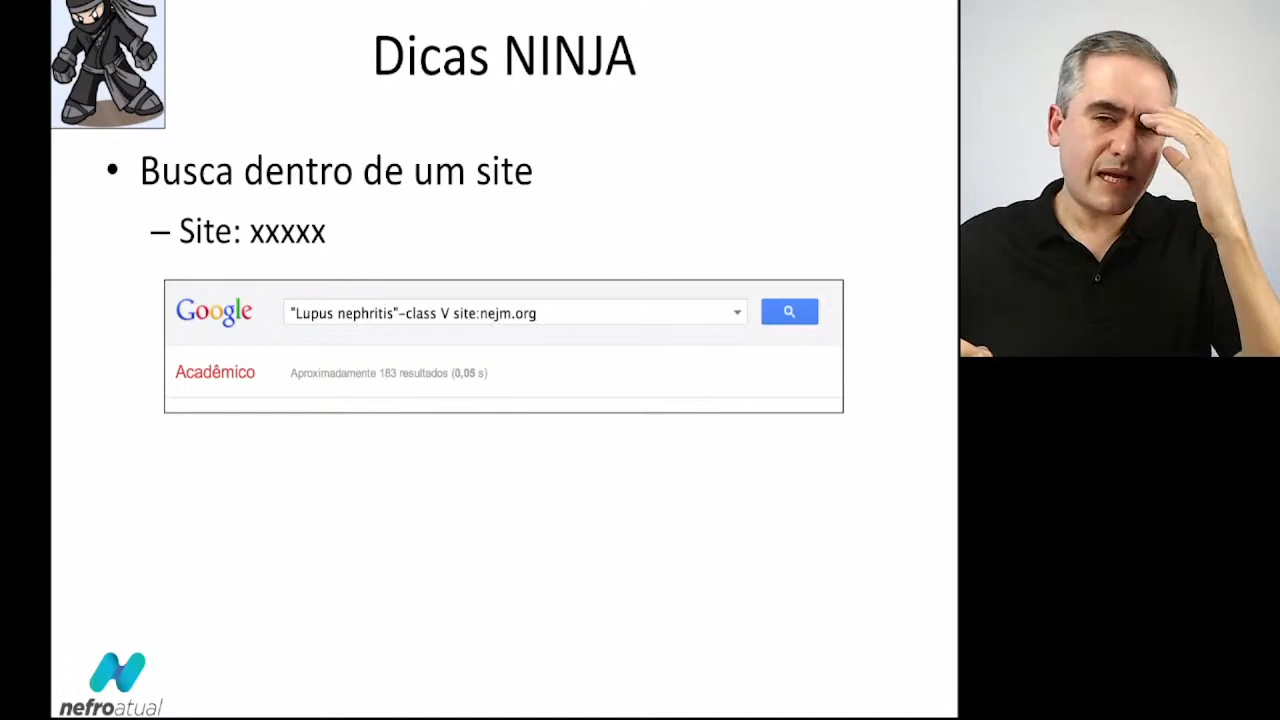 Dicas NINJA
• Busca dentro de um site
– Site: xxxxx
Google
"Lupus nephritis"-class V site:nejm.org
Acadêmico
Aproximadamente 183 resultados (0,05 s)
nefroatual